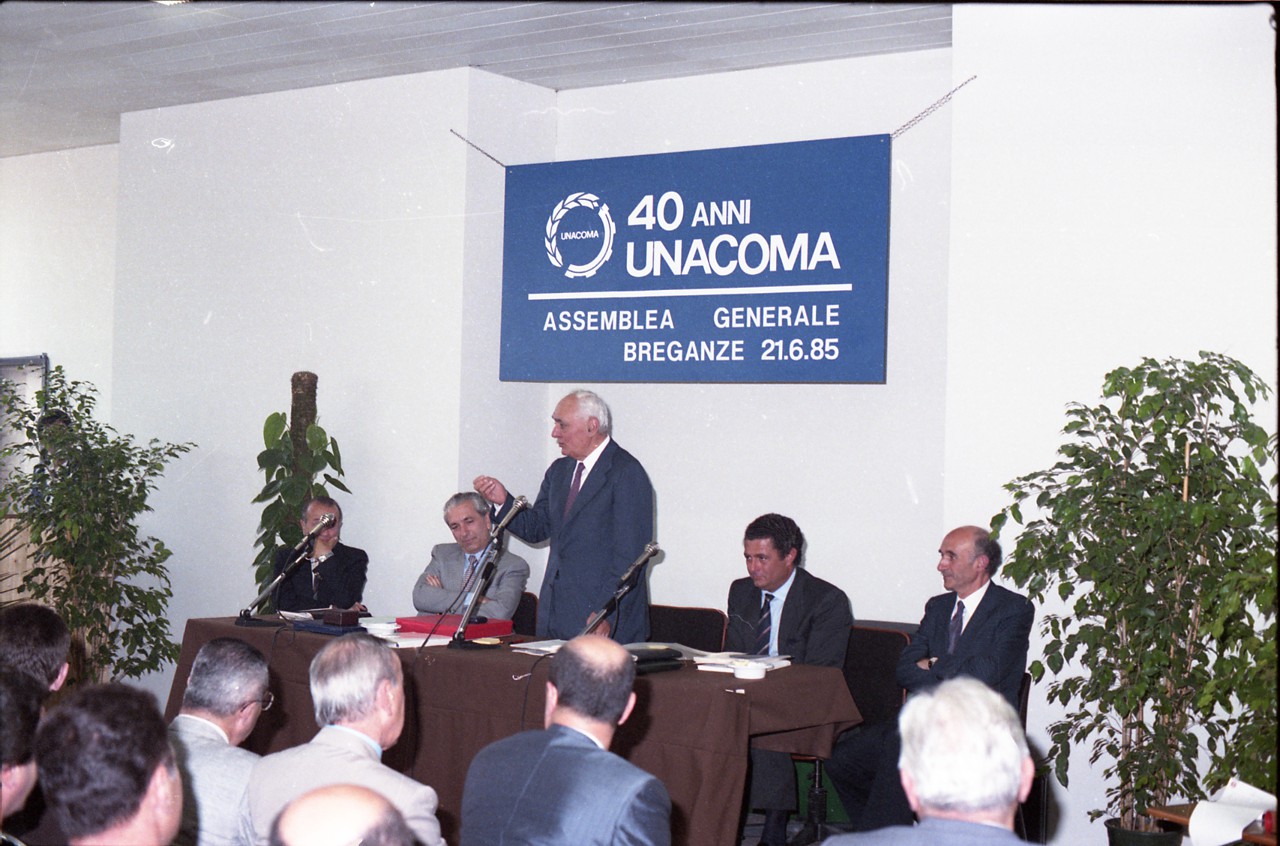 UNACOMA
40 ANNI
UNACOMA
ASSEMBLEA GENERALE
BREGANZE 21.6.85